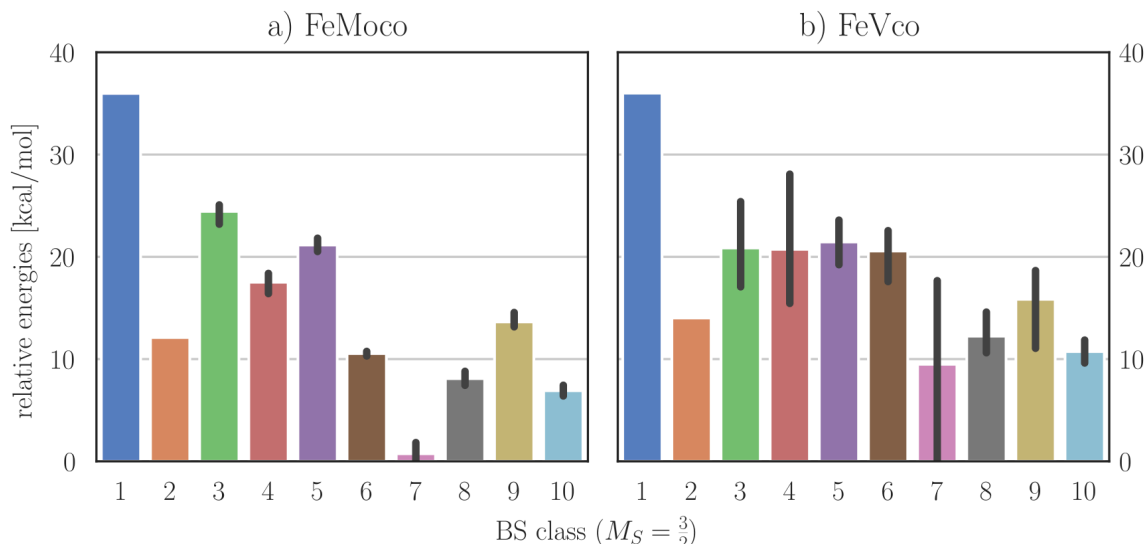 a) FeMoco
b) FeVco
relative energies [kcal/mol]
40
30
20
10
0
40
30
20
10
0
1 2 3 4 5 6 7 8 9 10
1 2 3 4 5 6 7 8 9 10
BS class (M_S = 3/2)